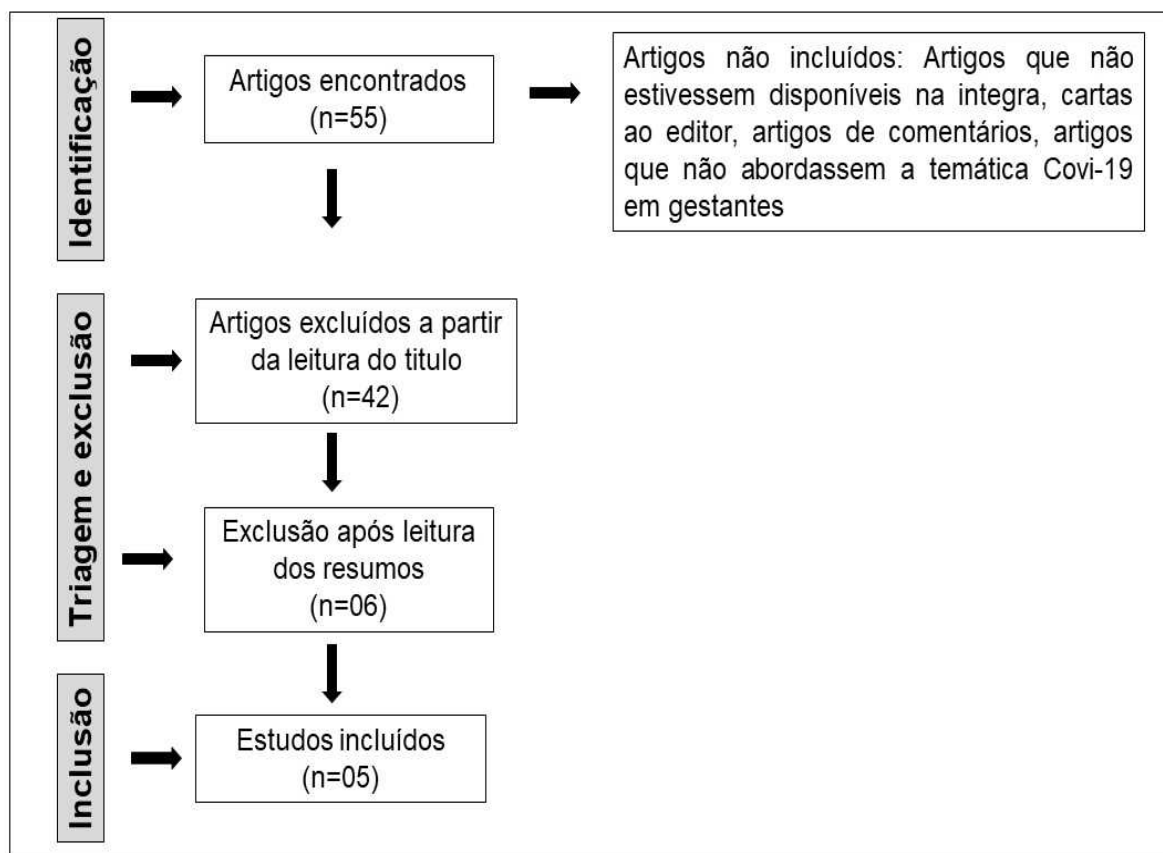 Identificação
Artigos encontrados
(n=55)
Artigos não incluídos: Artigos que não
estivessem disponíveis na integra, cartas
ao editor, artigos de comentários, artigos
que não abordassem a temática Covi-19
em gestantes
Triagem e exclusão
Artigos excluídos a partir
da leitura do titulo
(n=42)
Exclusão após leitura
dos resumos
(n=06)
Inclusão
Estudos incluídos
(n=05)